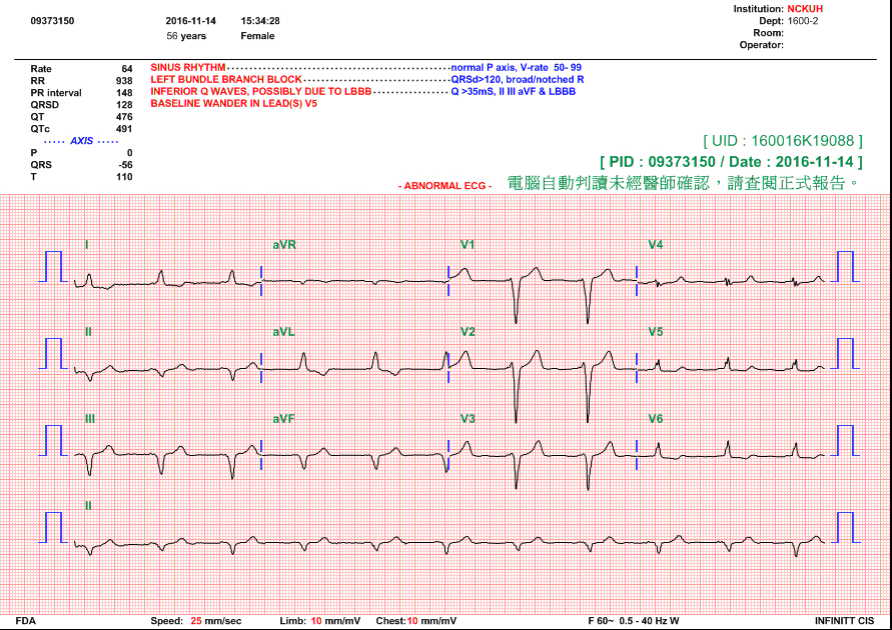 Institution: NCKUH
09373150 2016-11-14 15:34:28 Dept: 1600-2
56 years Female Room:
Operator:
Rate 64 SINUS RHYTHM normal P axis, V-rate 50- 99
RR 938 LEFT BUNDLE BRANCH BLOCK QRSd>120, broad/notched R
PR interval 148 INFERIOR Q WAVES, POSSIBLY DUE TO LBBB Q >35mS, II III aVF & LBBB
QRSD 128 BASELINE WANDER IN LEAD(S) V5
QT 476
QTc 491
AXIS
P 0
QRS -56
T 110
[ UID : 160016K19088 ]
[ PID : 09373150 / Date : 2016-11-14 ]
- ABNORMAL ECG - 電腦自動判讀未經醫師確認，請查閱正式報告。
I aVR V1 V4
II aVL V2 V5
III aVF V3 V6
II
FDA Speed: 25 mm/sec Limb: 10 mm/mV Chest:10 mm/mV F 60~ 0.5 - 40 Hz W INFINITT CIS